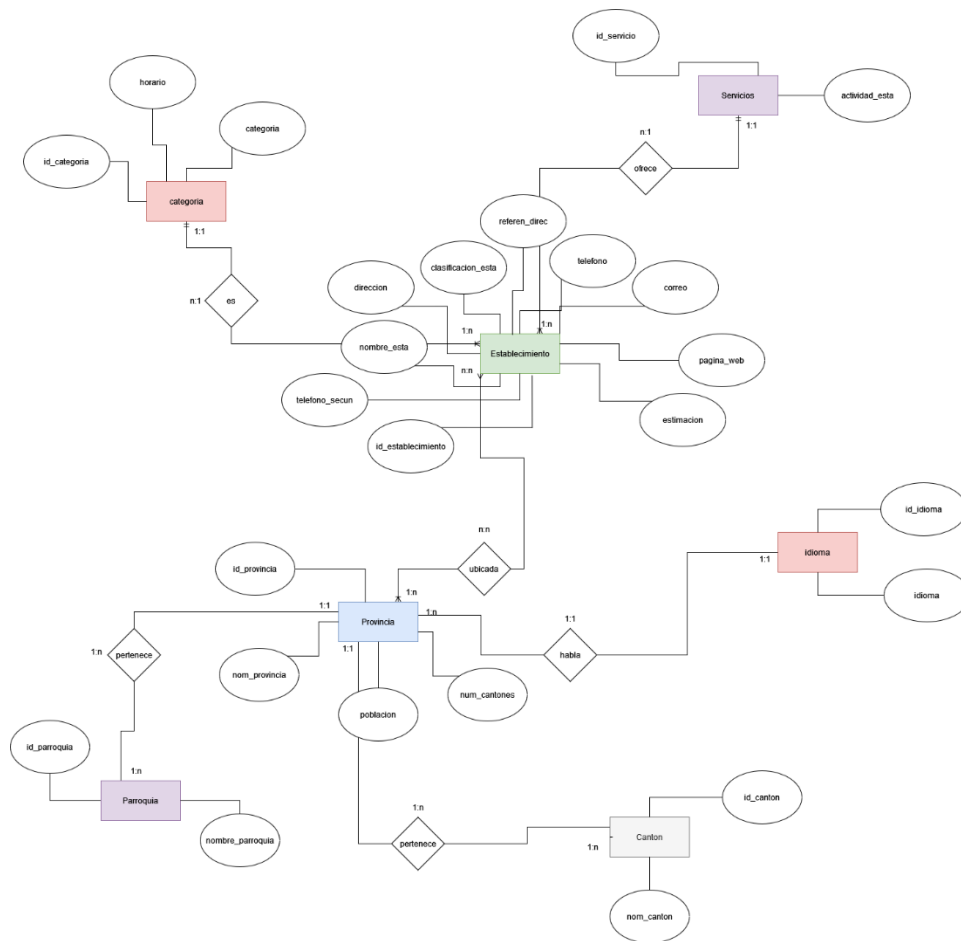 id_servicio
Servicios
actividad_esta
1:1
n:1
ofrece
horario
categoria
id_categoria
categoria
1:1
n:1
es
referen_direc
clasificacion_esta
telefono
direccion
correo
1:n
1:n
nombre_esta
Establecimiento
pagina_web
n:n
telefono_secun
estimacion
id_establecimiento
n:n
ubicada
id_idioma
idioma
1:1
idioma
id_provincia
1:n
1:1
1:n
Provincia
1:1
1:1
habla
1:n
pertenece
nom_provincia
num_cantones
poblacion
id_parroquia
1:n
Parroquia
nombre_parroquia
1:n
pertenece
id_canton
Canton
1:n
nom_canton